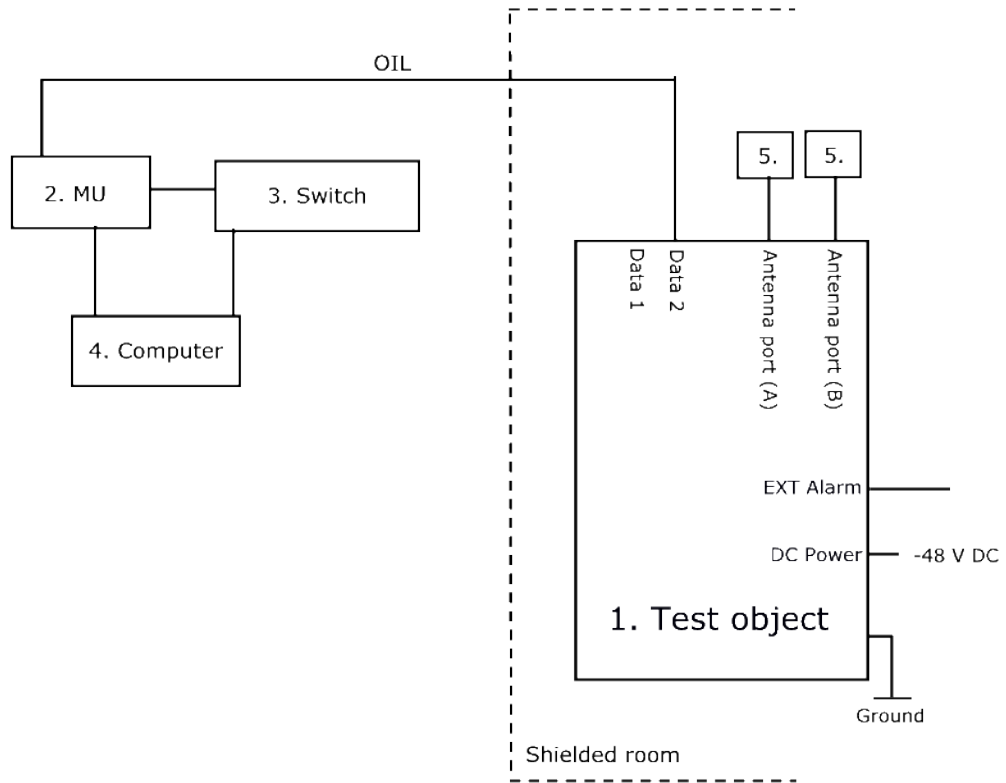 OIL
2. MU
3. Switch
4. Computer
5.
5.
Data 1
Data 2
Antenna port (A)
Antenna port (B)
EXT Alarm
DC Power
-48 V DC
1. Test object
Ground
Shielded room